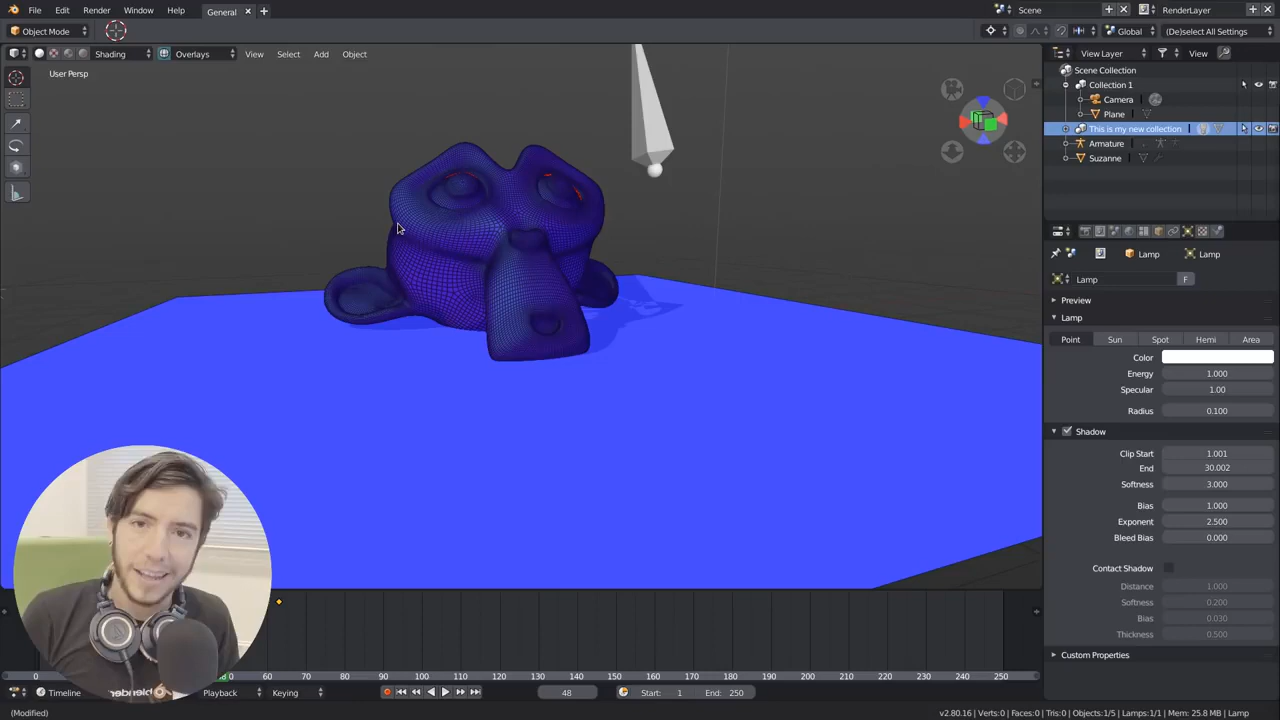 File Edit Render Window Help General Scene RenderLayer
Object Mode Global (De)select All Settings
Shading Overlays View Select Add Object View Layer View
User Persp
Scene Collection
Collection 1
Camera
Plane
This is my new collection
Armature
Suzanne
Lamp Lamp
Lamp F
Preview
Lamp
Point Sun Spot Hemi Area
Color
Energy 1.000
Specular 1.00
Radius 0.100
Shadow
Clip Start 1.001
End 30.002
Softness 3.000
Bias 1.000
Exponent 2.500
Bleed Bias 0.000
Contact Shadow
Distance 1.000
Softness 0.200
Bias 0.030
Thickness 0.500
Custom Properties
0 60 70 80 90 100 110 120 130 140 150 160 170 180 190 200 210 220 230 240 250
Timeline Playback Keying 48 Start: 1 End: 250
(Modified) v2.80.16 | Verts:0 | Faces:0 | Tris:0 | Objects:1/5 | Lamps:1/1 | Mem: 25.8 MB | Lamp